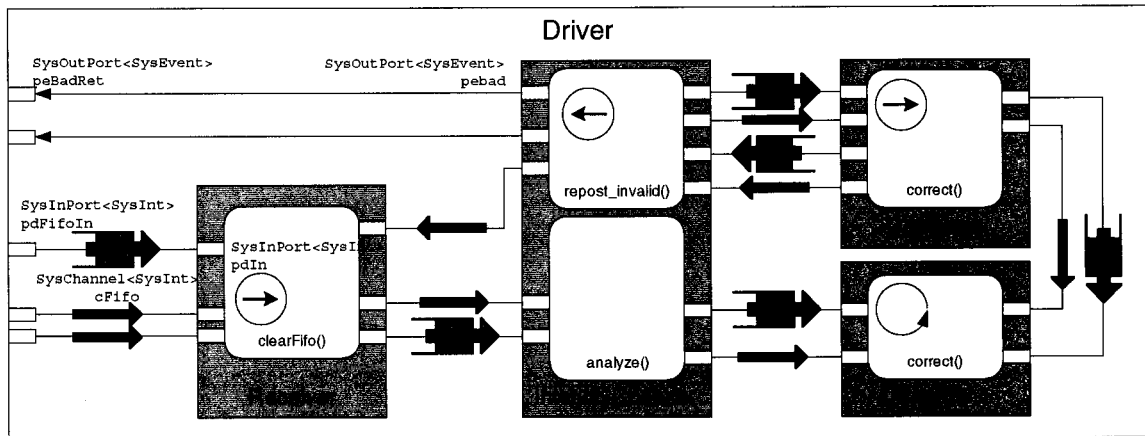 Driver
SysOutPort<SysEvent>
peBadRet
SysOutPort<SysEvent>
pebad
repost_invalid()
correct()
SysInPort<SysInt>
pdFifoIn
SysInPort<SysI
pdIn
SysChannel<SysInt>
cFifo
clearFifo()
analyze()
correct()
Receiver